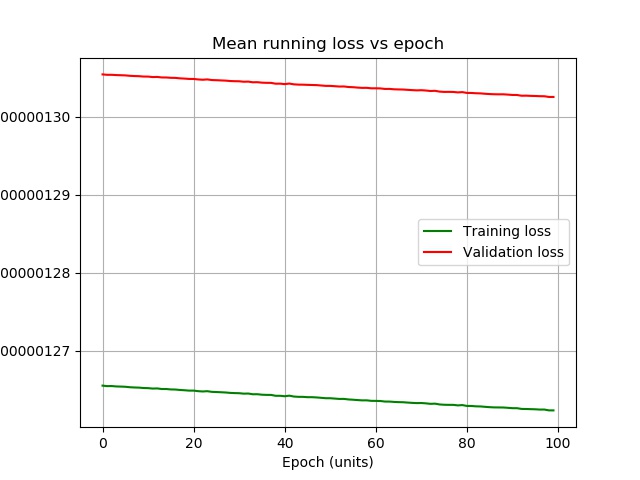 Mean running loss vs epoch
00000130
00000129
00000128
00000127
Training loss
Validation loss
0 20 40 60 80 100
Epoch (units)